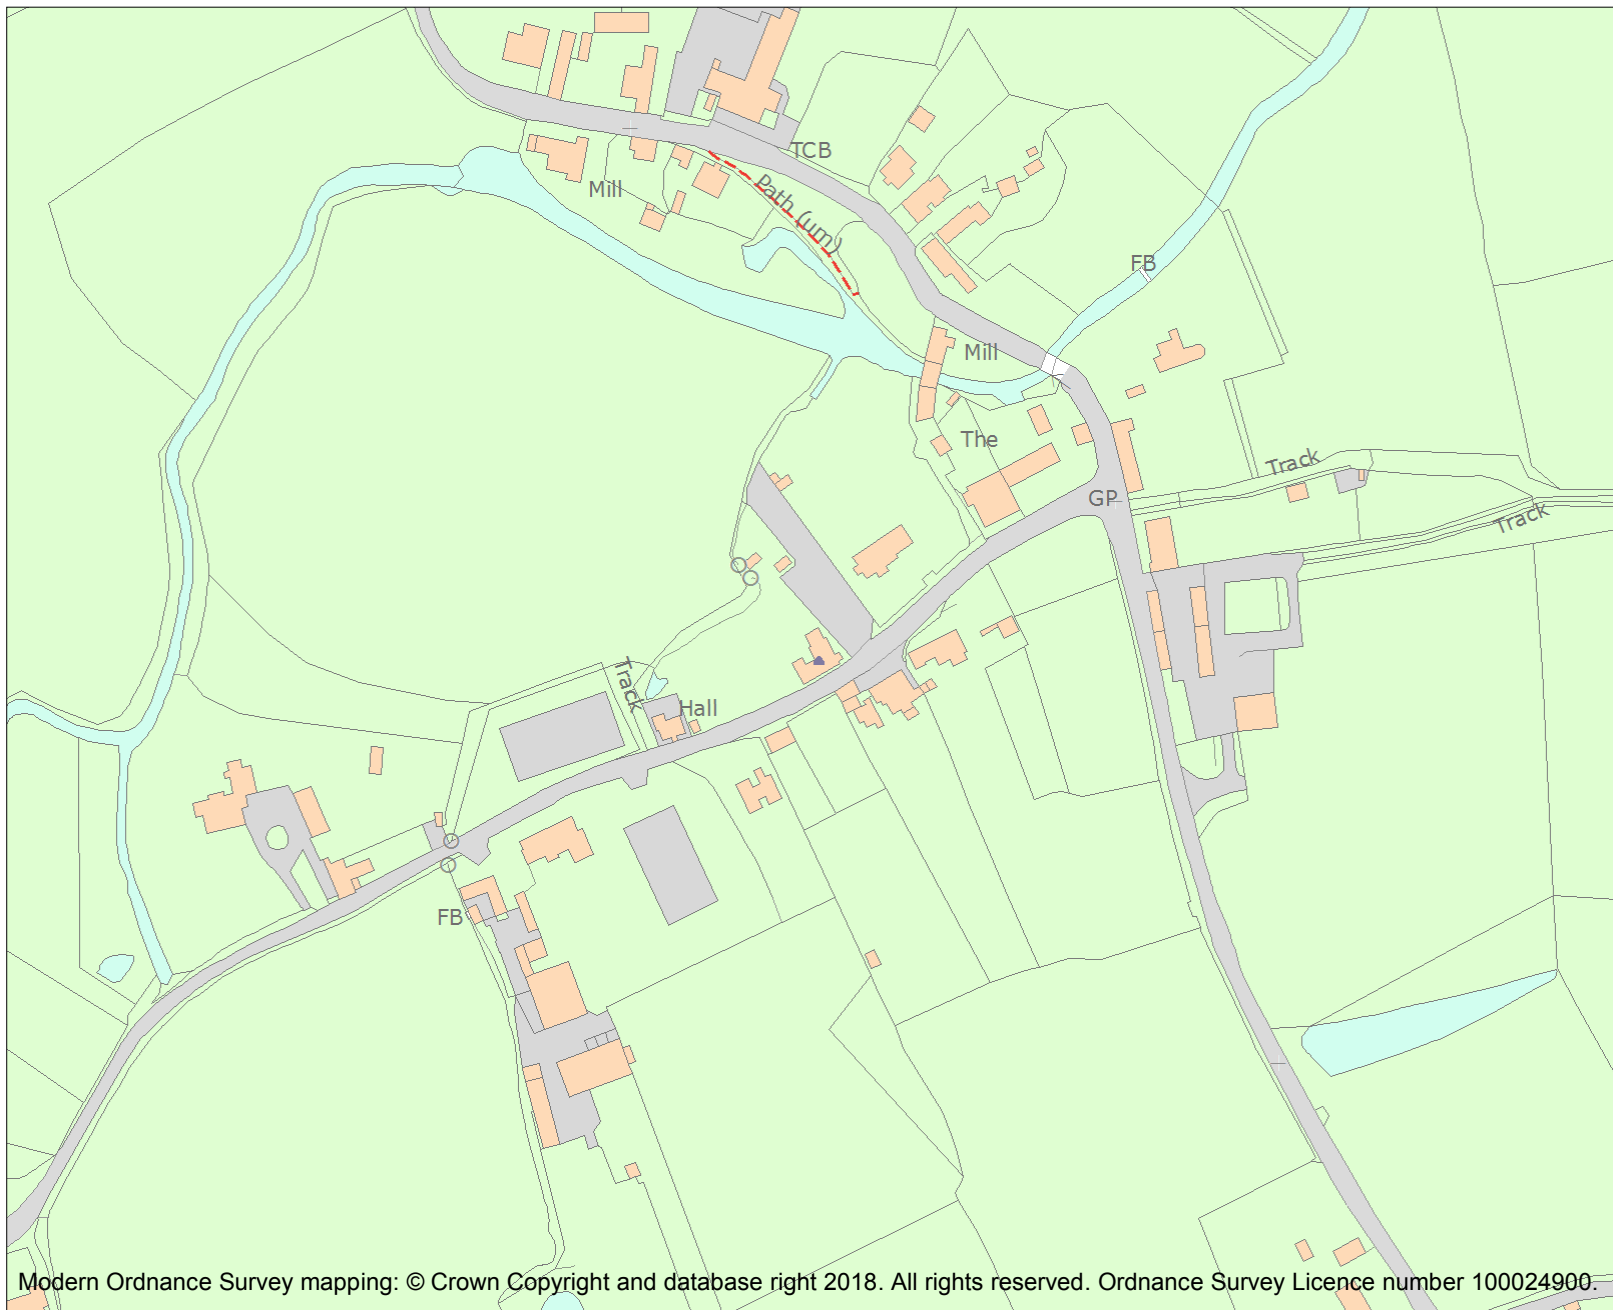 TCB
Mill
Path (um)
FB
Mill
The
Track
GP
Track
Track
Hall
FB
Modern Ordnance Survey mapping: © Crown Copyright and database right 2018. All rights reserved. Ordnance Survey Licence number 100024900.